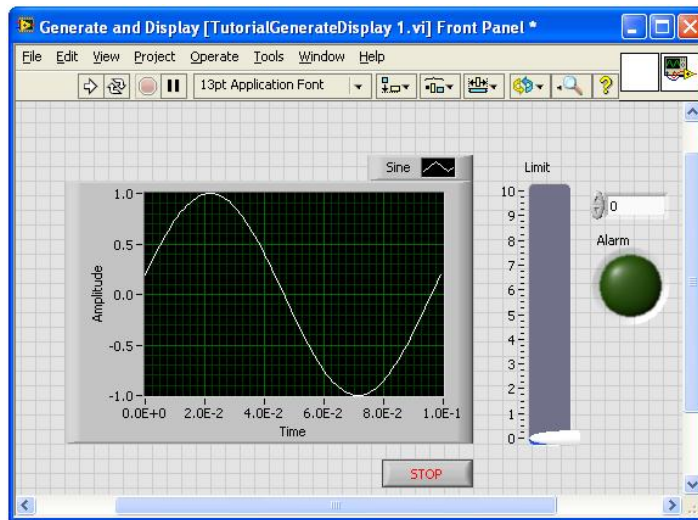 Generate and Display [TutorialGenerateDisplay 1.vi] Front Panel *
File Edit View Project Operate Tools Window Help
13pt Application Font
Sine
Limit
Amplitude
1.0
0.5
0.0
-0.5
-1.0
0.0E+0 2.0E-2 4.0E-2 6.0E-2 8.0E-2 1.0E-1
Time
10
9
8
7
6
5
4
3
2
1
0
0
Alarm
STOP